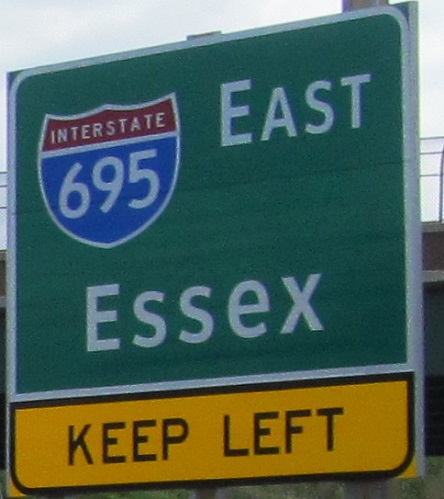 INTERSTATE
695
EAST
Essex
KEEP LEFT